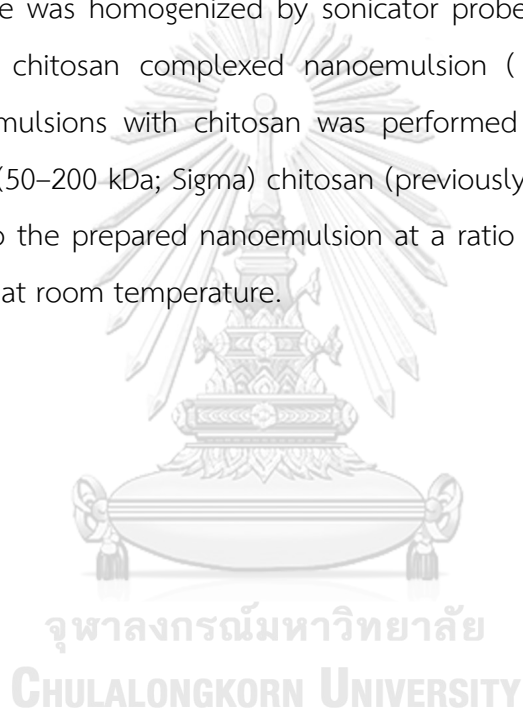 e was homogenized by sonicator probe
chitosan complexed nanoemulsion (
mulsions with chitosan was performed
(50–200 kDa; Sigma) chitosan (previously
o the prepared nanoemulsion at a ratio
at room temperature.
จุฬาลงกรณ์มหาวิทยาลัย
CHULALONGKORN UNIVERSITY